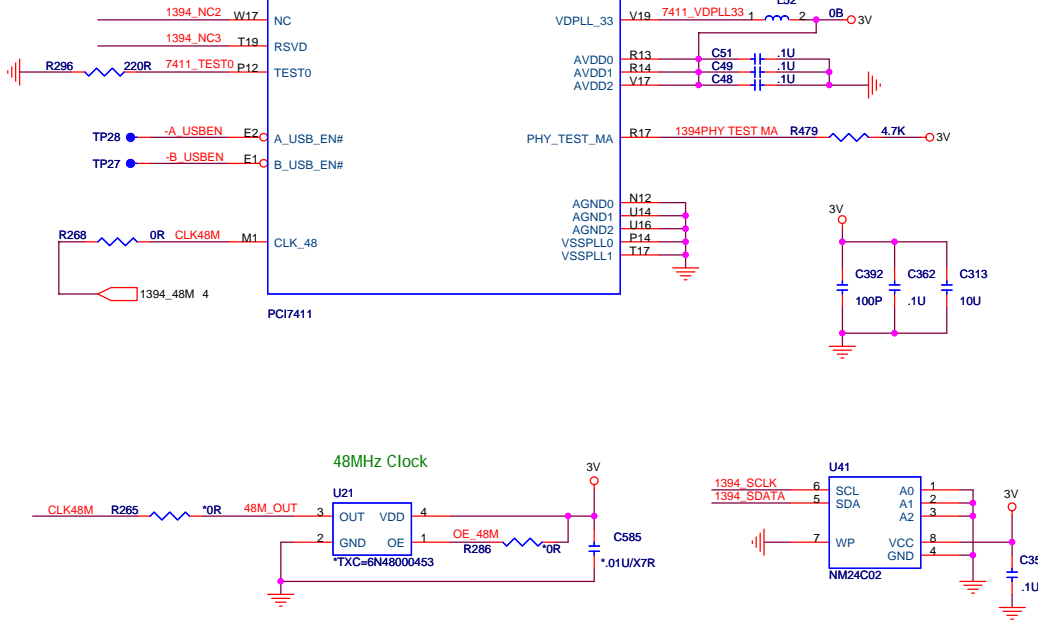 1394_NC2 W17 NC
1394_NC3 T19 RSVD
R296 220R 7411_TEST0 P12 TEST0
TP28 -A_USBEN E2 A_USB_EN#
TP27 -B_USBEN E1 B_USB_EN#
R268 0R CLK48M M1 CLK_48
1394_48M 4
PCI7411
VDPLL_33 V19 7411_VDPLL33 1 2 0B 3V
AVDD0 R13 C51 .1U
AVDD1 R14 C49 .1U
AVDD2 V17 C48 .1U
PHY_TEST_MA R17 1394PHY TEST MA R479 4.7K 3V
AGND0 N12
AGND1 U14
AGND2 U16
VSSPLL0 P14
VSSPLL1 T17
3V
C392 C362 C313
100P .1U 10U
48MHz Clock
U21
3V
CLK48M R265 *0R 48M_OUT 3 OUT VDD 4
2 GND OE 1 OE_48M R286 *0R
C585
*.01U/X7R
*TXC=6N48000453
U41
1394_SCLK 6 SCL A0 1
1394_SDATA 5 SDA A1 2
A2 3
3V
7 WP VCC 8
GND 4
NM24C02
C35
.1U